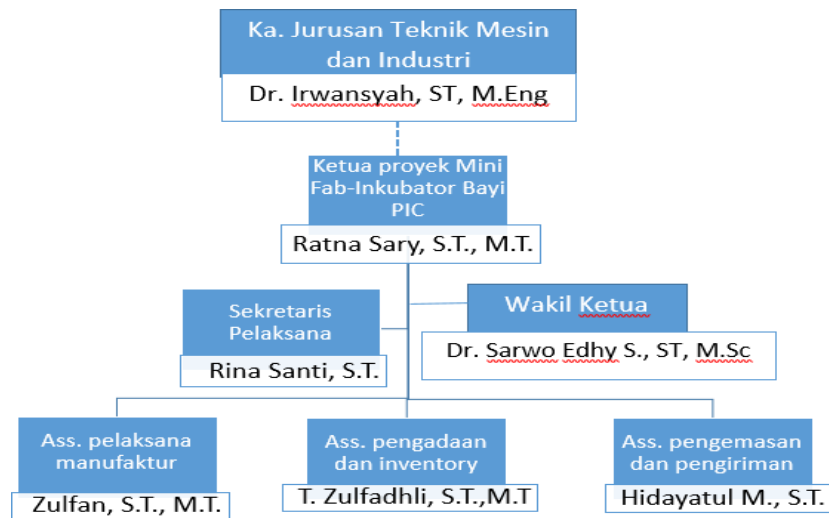 Ka. Jurusan Teknik Mesin
dan Industri
Dr. Irwansyah, ST, M.Eng
Ketua proyek Mini
Fab-Inkubator Bayi
PIC
Ratna Sary, S.T., M.T.
Sekretaris
Pelaksana
Rina Santi, S.T.
Wakil Ketua
Dr. Sarwo Edhy S., ST, M.Sc
Ass. pelaksana
manufaktur
Zulfan, S.T., M.T.
Ass. pengadaan
dan inventory
T. Zulfadhli, S.T.,M.T
Ass. pengemasan
dan pengiriman
Hidayatul M., S.T.